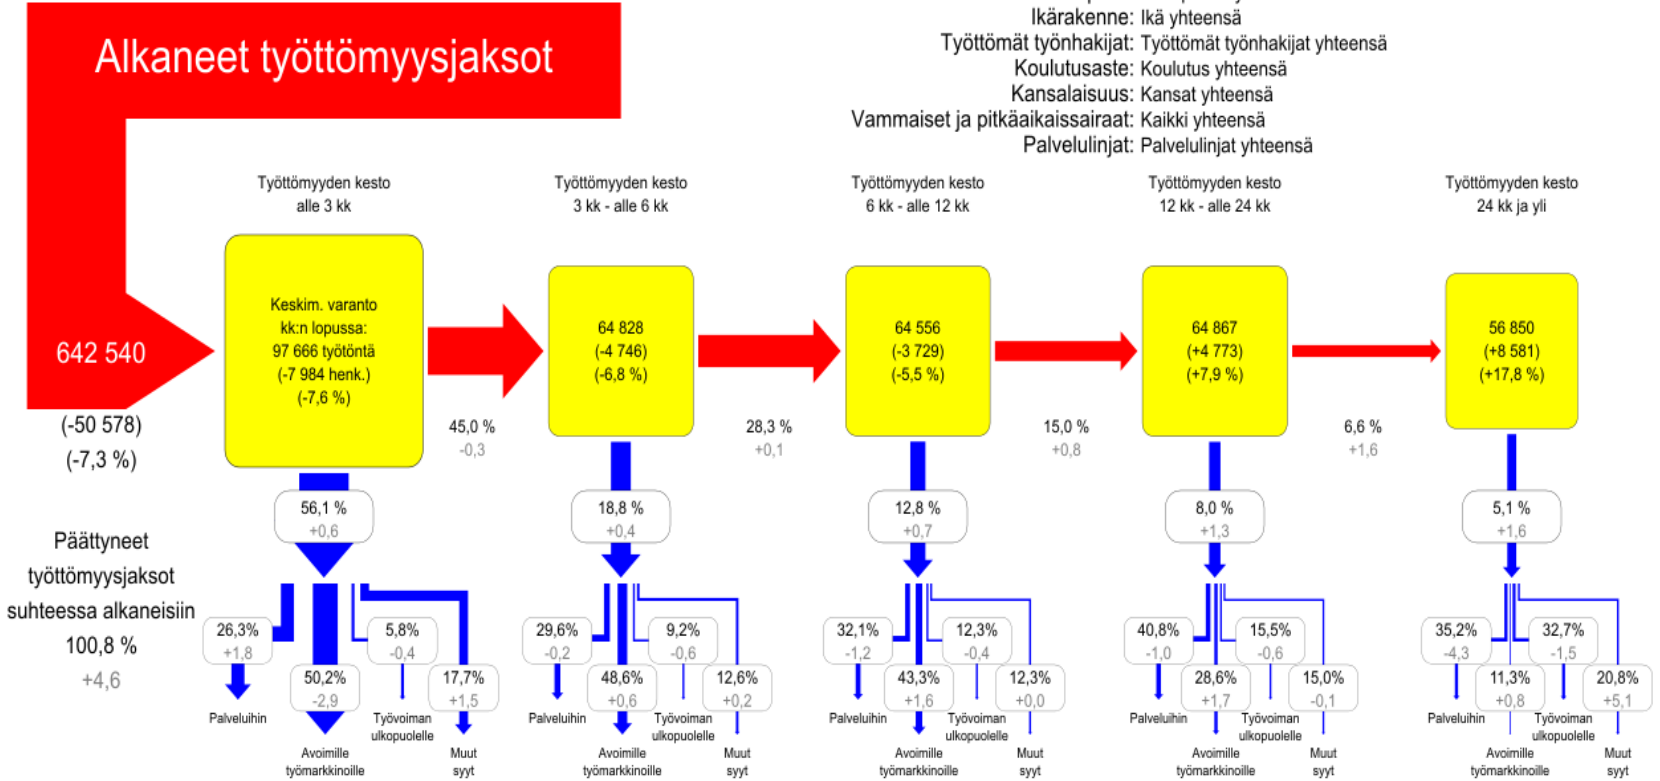 Alkaneet työttömyysjaksot
Ikärakenne: Ikä yhteensä
Työttömät työnhakijat: Työttömät työnhakijat yhteensä
Koulutusaste: Koulutus yhteensä
Kansalaisuus: Kansat yhteensä
Vammaiset ja pitkäaikaissairaat: Kaikki yhteensä
Palvelulinjat: Palvelulinjat yhteensä
Työttömyyden kesto
alle 3 kk
Työttömyyden kesto
3 kk - alle 6 kk
Työttömyyden kesto
6 kk - alle 12 kk
Työttömyyden kesto
12 kk - alle 24 kk
Työttömyyden kesto
24 kk ja yli
642 540
(-50 578)
(-7,3 %)
Keskim. varanto
kk:n lopussa:
97 666 työtöntä
(-7 984 henk.)
(-7,6 %)
45,0 %
-0,3
64 828
(-4 746)
(-6,8 %)
28,3 %
+0,1
64 556
(-3 729)
(-5,5 %)
15,0 %
+0,8
64 867
(+4 773)
(+7,9 %)
6,6 %
+1,6
56 850
(+8 581)
(+17,8 %)
Päättyneet
työttömyysjaksot
suhteessa alkaneisiin
100,8 %
+4,6
56,1 %
+0,6
26,3%
+1,8
Palveluihin
50,2%
-2,9
Avoimille
työmarkkinoille
5,8%
-0,4
Työvoiman
ulkopuolelle
17,7%
+1,5
Muut
syyt
18,8 %
+0,4
29,6%
-0,2
Palveluihin
48,6%
+0,6
Avoimille
työmarkkinoille
9,2%
-0,6
Työvoiman
ulkopuolelle
12,6%
+0,2
Muut
syyt
12,8 %
+0,7
32,1%
-1,2
Palveluihin
43,3%
+1,6
Avoimille
työmarkkinoille
12,3%
-0,4
Työvoiman
ulkopuolelle
12,3%
+0,0
Muut
syyt
8,0 %
+1,3
40,8%
-1,0
Palveluihin
28,6%
+1,7
Avoimille
työmarkkinoille
15,5%
-0,6
Työvoiman
ulkopuolelle
15,0%
-0,1
Muut
syyt
5,1 %
+1,6
35,2%
-4,3
Palveluihin
11,3%
+0,8
Avoimille
työmarkkinoille
32,7%
-1,5
Työvoiman
ulkopuolelle
20,8%
+5,1
Muut
syyt